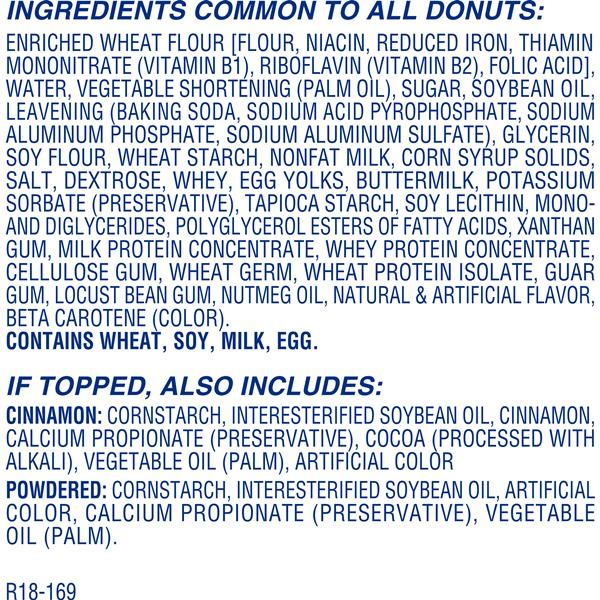 INGREDIENTS COMMON TO ALL DONUTS:
ENRICHED WHEAT FLOUR [FLOUR, NIACIN, REDUCED IRON, THIAMIN
MONONITRATE (VITAMIN B1), RIBOFLAVIN (VITAMIN B2), FOLIC ACID],
WATER, VEGETABLE SHORTENING (PALM OIL), SUGAR, SOYBEAN OIL,
LEAVENING (BAKING SODA, SODIUM ACID PYROPHOSPHATE, SODIUM
ALUMINUM PHOSPHATE, SODIUM ALUMINUM SULFATE), GLYCERIN,
SOY FLOUR, WHEAT STARCH, NONFAT MILK, CORN SYRUP SOLIDS,
SALT, DEXTROSE, WHEY, EGG YOLKS, BUTTERMILK, POTASSIUM
SORBATE (PRESERVATIVE), TAPIOCA STARCH, SOY LECITHIN, MONO-
AND DIGLYCERIDES, POLYGLYCEROL ESTERS OF FATTY ACIDS, XANTHAN
GUM, MILK PROTEIN CONCENTRATE, WHEY PROTEIN CONCENTRATE,
CELLULOSE GUM, WHEAT GERM, WHEAT PROTEIN ISOLATE, GUAR
GUM, LOCUST BEAN GUM, NUTMEG OIL, NATURAL & ARTIFICIAL FLAVOR,
BETA CAROTENE (COLOR).
CONTAINS WHEAT, SOY, MILK, EGG.
IF TOPPED, ALSO INCLUDES:
CINNAMON: CORNSTARCH, INTERESTERIFIED SOYBEAN OIL, CINNAMON,
CALCIUM PROPIONATE (PRESERVATIVE), COCOA (PROCESSED WITH
ALKALI), VEGETABLE OIL (PALM), ARTIFICIAL COLOR
POWDERED: CORNSTARCH, INTERESTERIFIED SOYBEAN OIL, ARTIFICIAL
COLOR, CALCIUM PROPIONATE (PRESERVATIVE), VEGETABLE
OIL (PALM).
R18-169